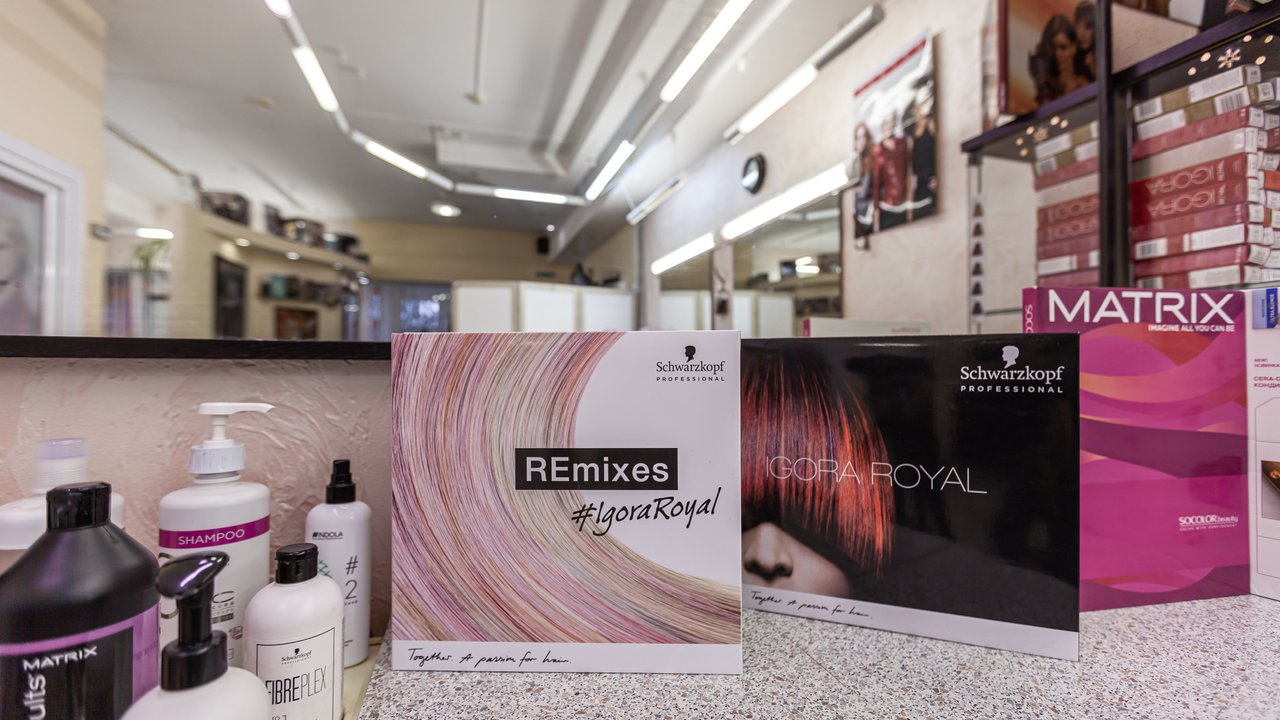 Schwarzkopf
PROFESSIONAL
REmixes
#IgoraRoyal
Together. A passion for hair.
Schwarzkopf
PROFESSIONAL
IGORA ROYAL
Together. A passion for hair.
MATRIX
IMAGINE ALL YOU CAN BE
SOCOLOR.beauty
IGORA
IGORA
SHAMPOO
#INDOLA
#
2
MATRIX
Schwarzkopf
PROFESSIONAL
FIBREPLEX